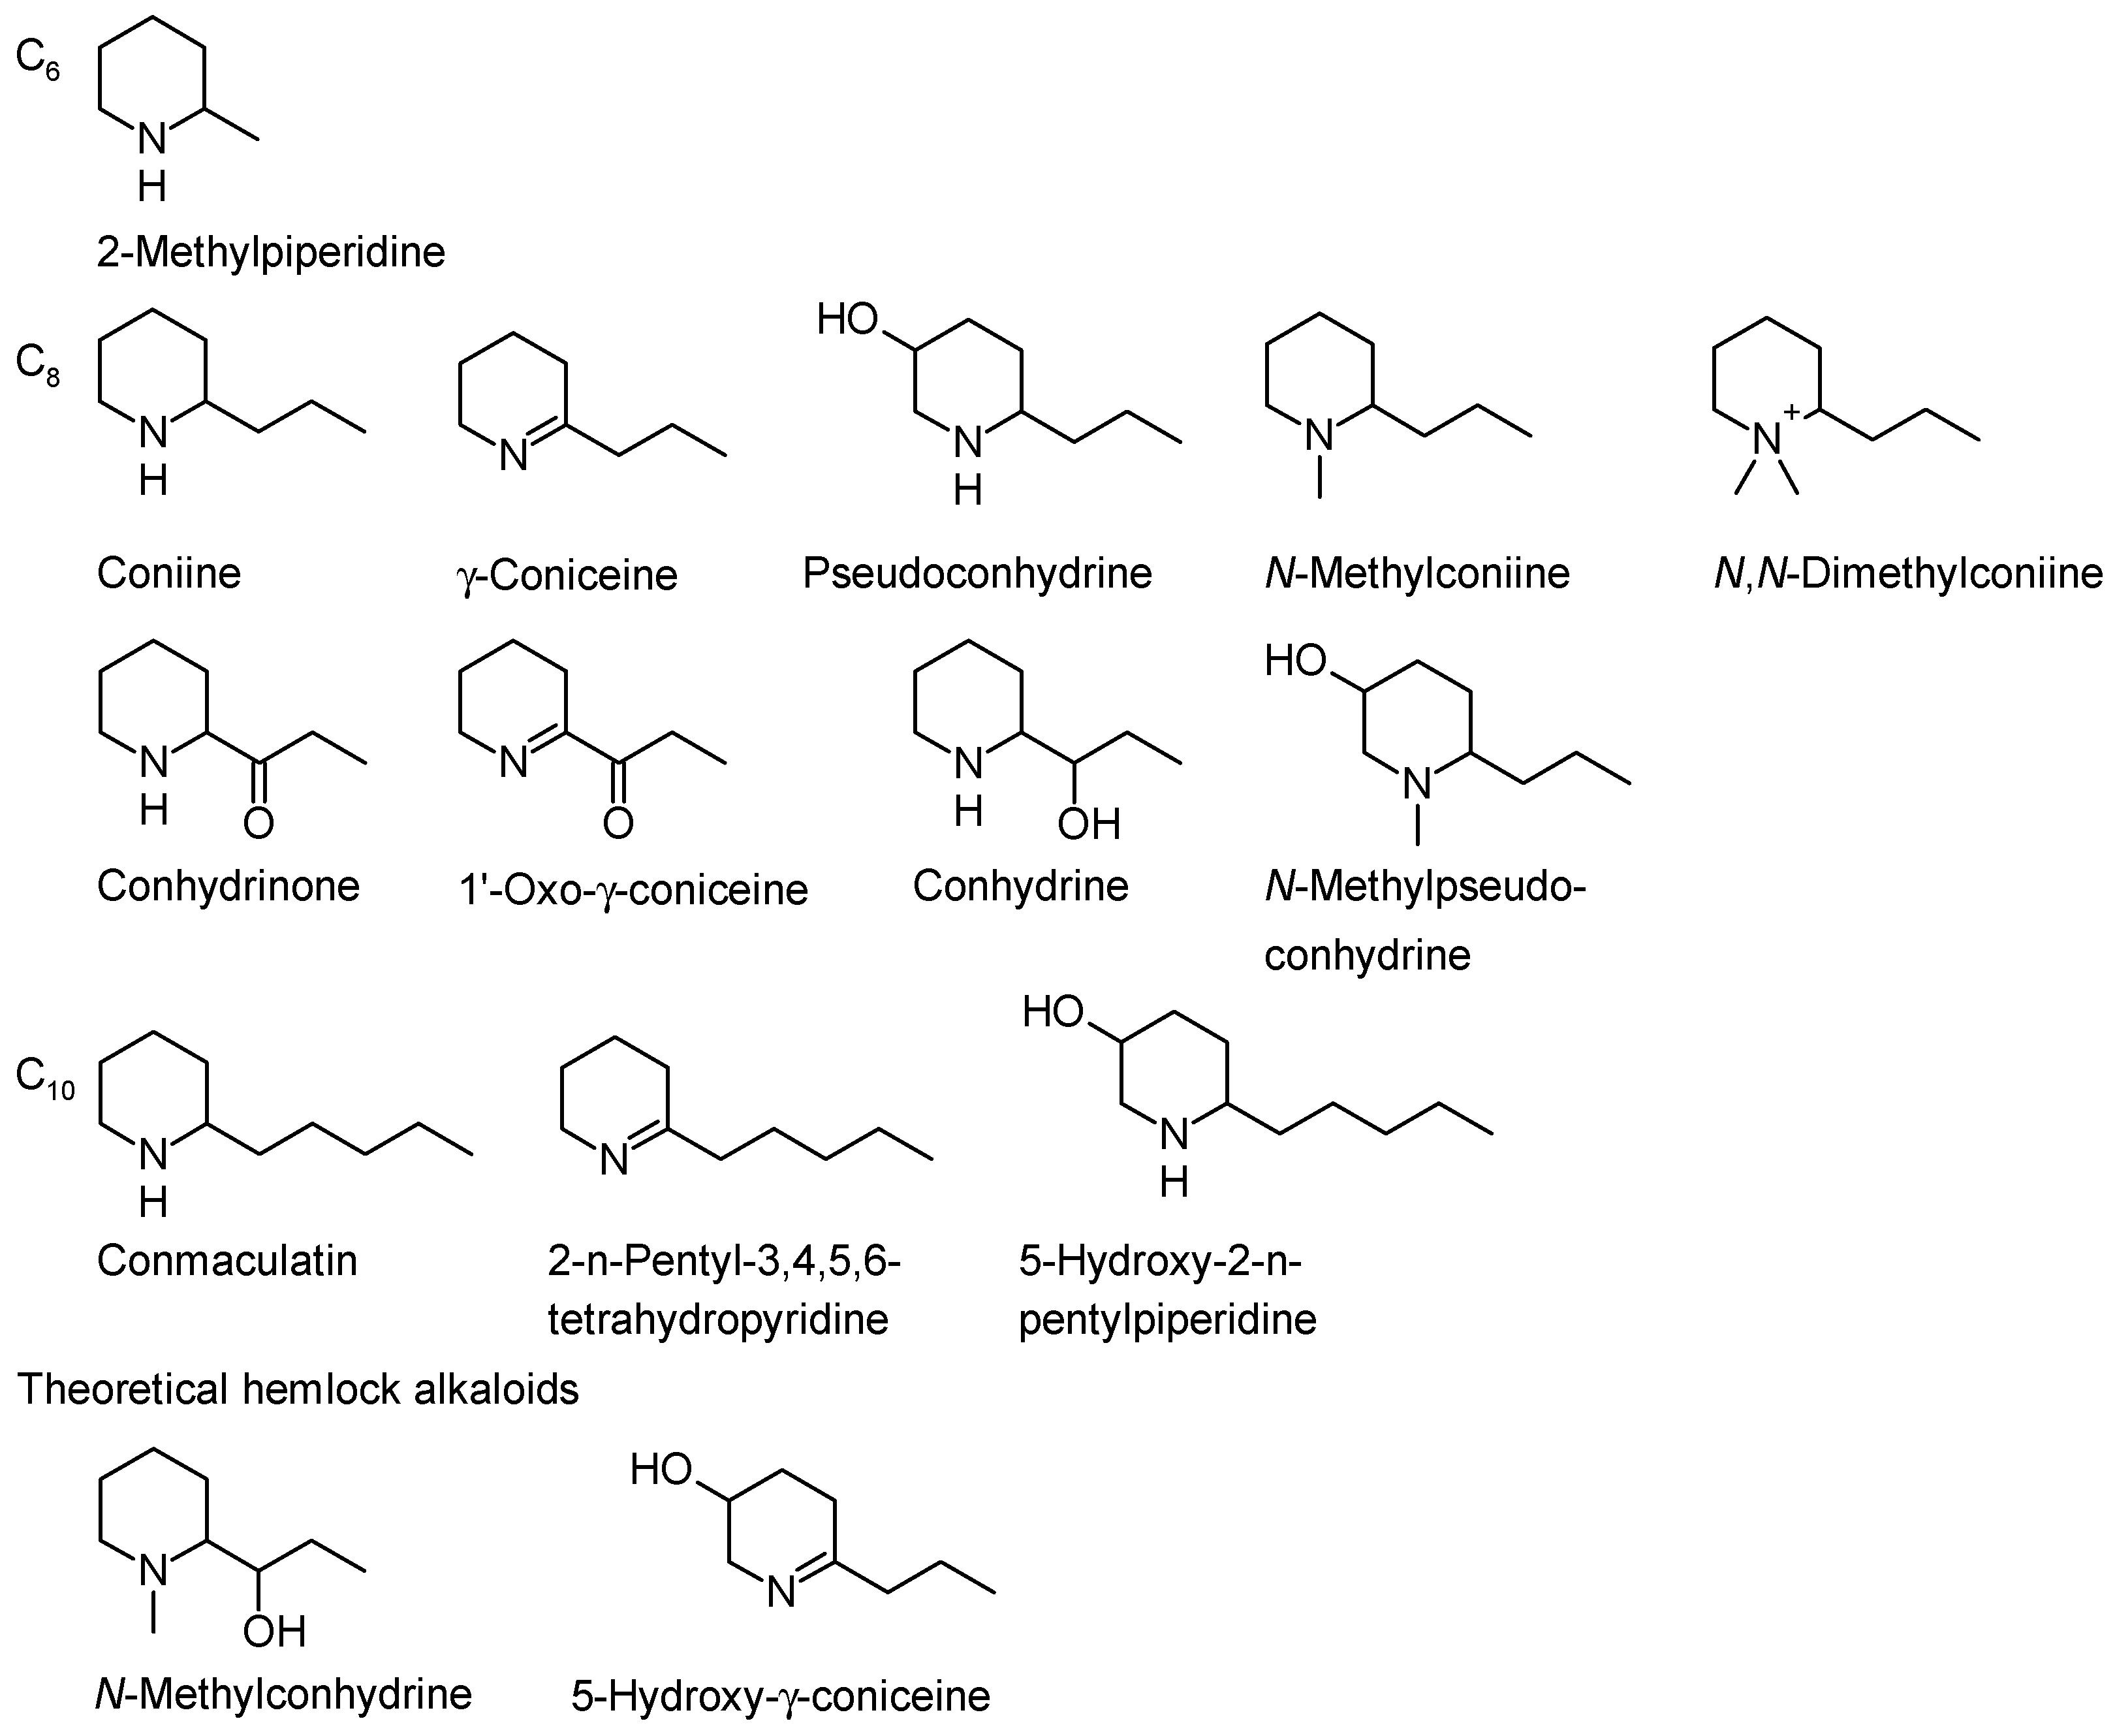 C6
N
H
2-Methylpiperidine
C8
N
H
N
HO
N
H
N
N+
Coniine
γ-Coniceine
Pseudoconhydrine
N-Methylconiine
N,N-Dimethylconiine
N
H
O
N
O
N
H
OH
HO
N
Conhydrinone
1'-Oxo-γ-coniceine
Conhydrine
N-Methylpseudo-
conhydrine
C10
N
H
N
HO
N
H
Conmaculatin
2-n-Pentyl-3,4,5,6-
tetrahydropyridine
5-Hydroxy-2-n-
pentylpiperidine
Theoretical hemlock alkaloids
N
OH
HO
N
N-Methylconhydrine
5-Hydroxy-γ-coniceine